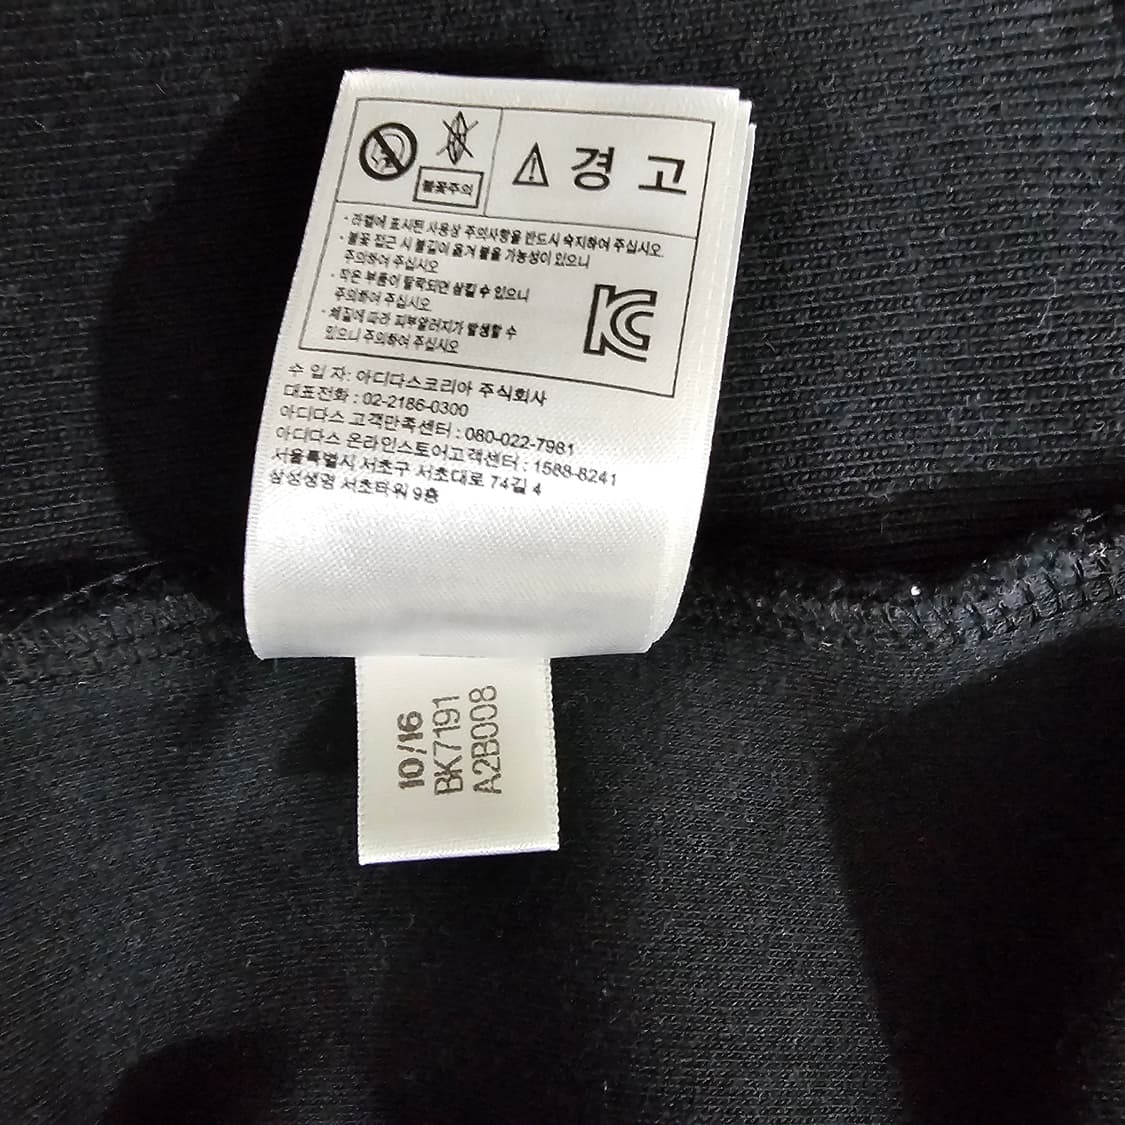 불꽃주의
경 고
· 라벨에 표시된 사용상 주의사항을 반드시 숙지하여 주십시오.
· 불꽃 접근 시 불길이 옮겨 붙을 가능성이 있으니
주의하여 주십시오
· 작은 부품이 탈락되면 삼킬 수 있으니
주의하여 주십시오
· 체질에 따라 피부알러지가 발생할 수
있으니 주의하여 주십시오
KC
수 입 자: 아디다스코리아 주식회사
대표전화 : 02-2186-0300
아디다스 고객만족센터 : 080-022-7981
아디다스 온라인스토어고객센터 : 1588-8241
서울특별시 서초구 서초대로 74길 4
삼성생명 서초타워 9층
10/16
BK7191
A2B008